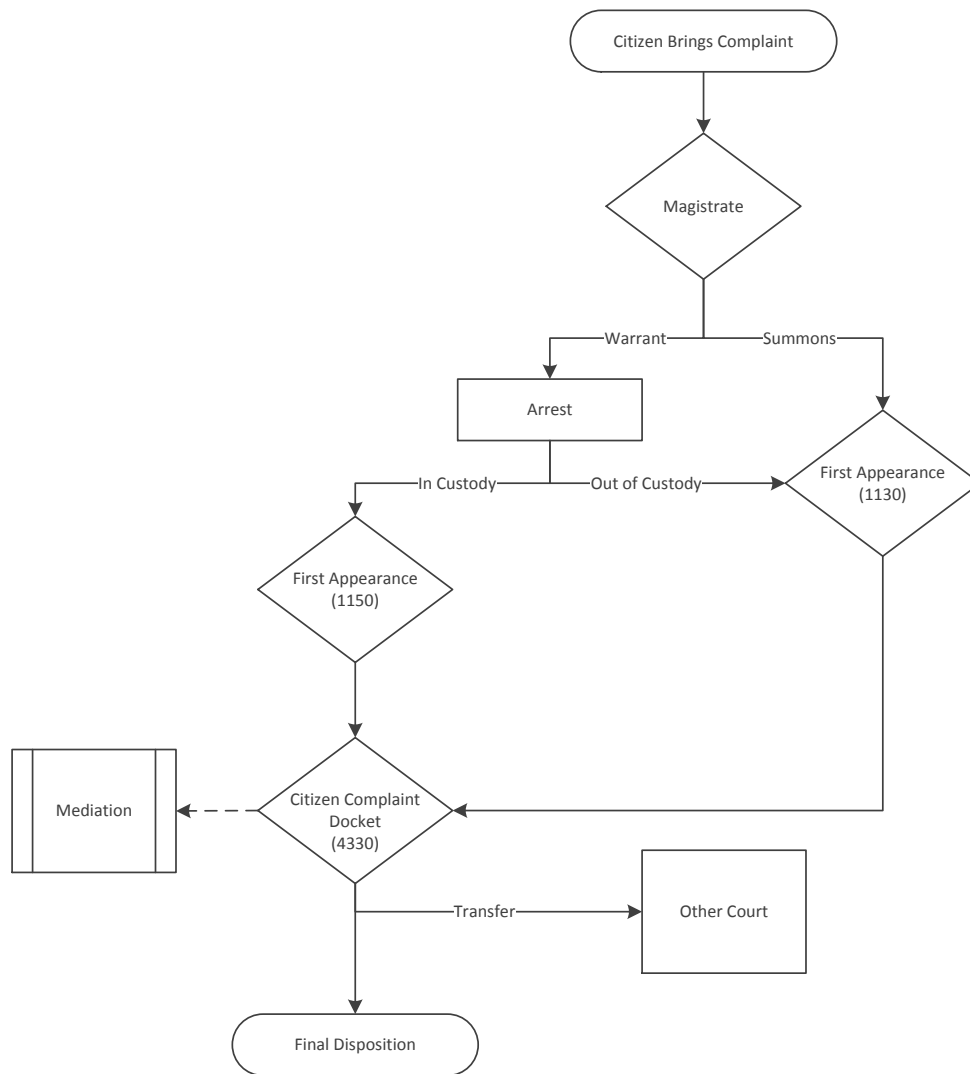 Citizen Brings Complaint
Magistrate
Warrant
Summons
Arrest
First Appearance
(1130)
In Custody
Out of Custody
First Appearance
(1150)
Mediation
Citizen Complaint
Docket
(4330)
Transfer
Other Court
Final Disposition